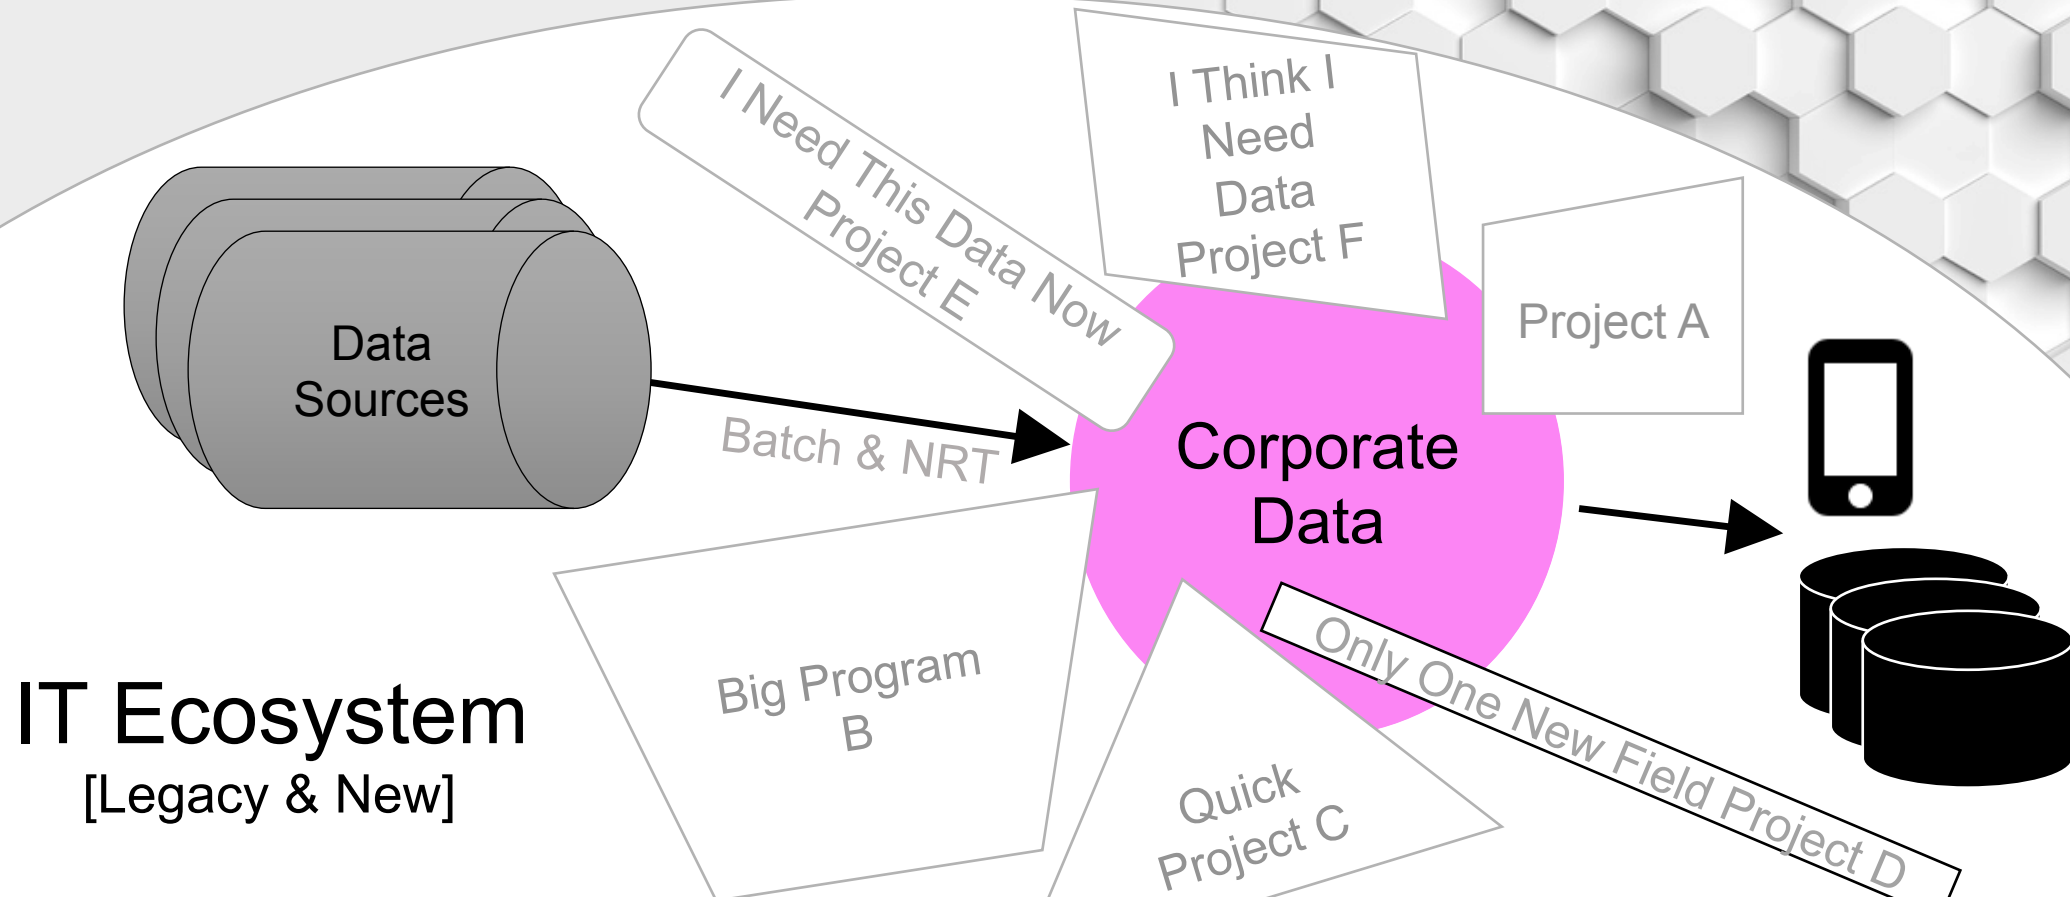 I Need This Data Now
Project E
I Think I
Need
Data
Project F
Project A
Data
Sources
Batch & NRT
Corporate
Data
Big Program
B
IT Ecosystem
[Legacy & New]
Quick
Project C
Only One New Field Project D